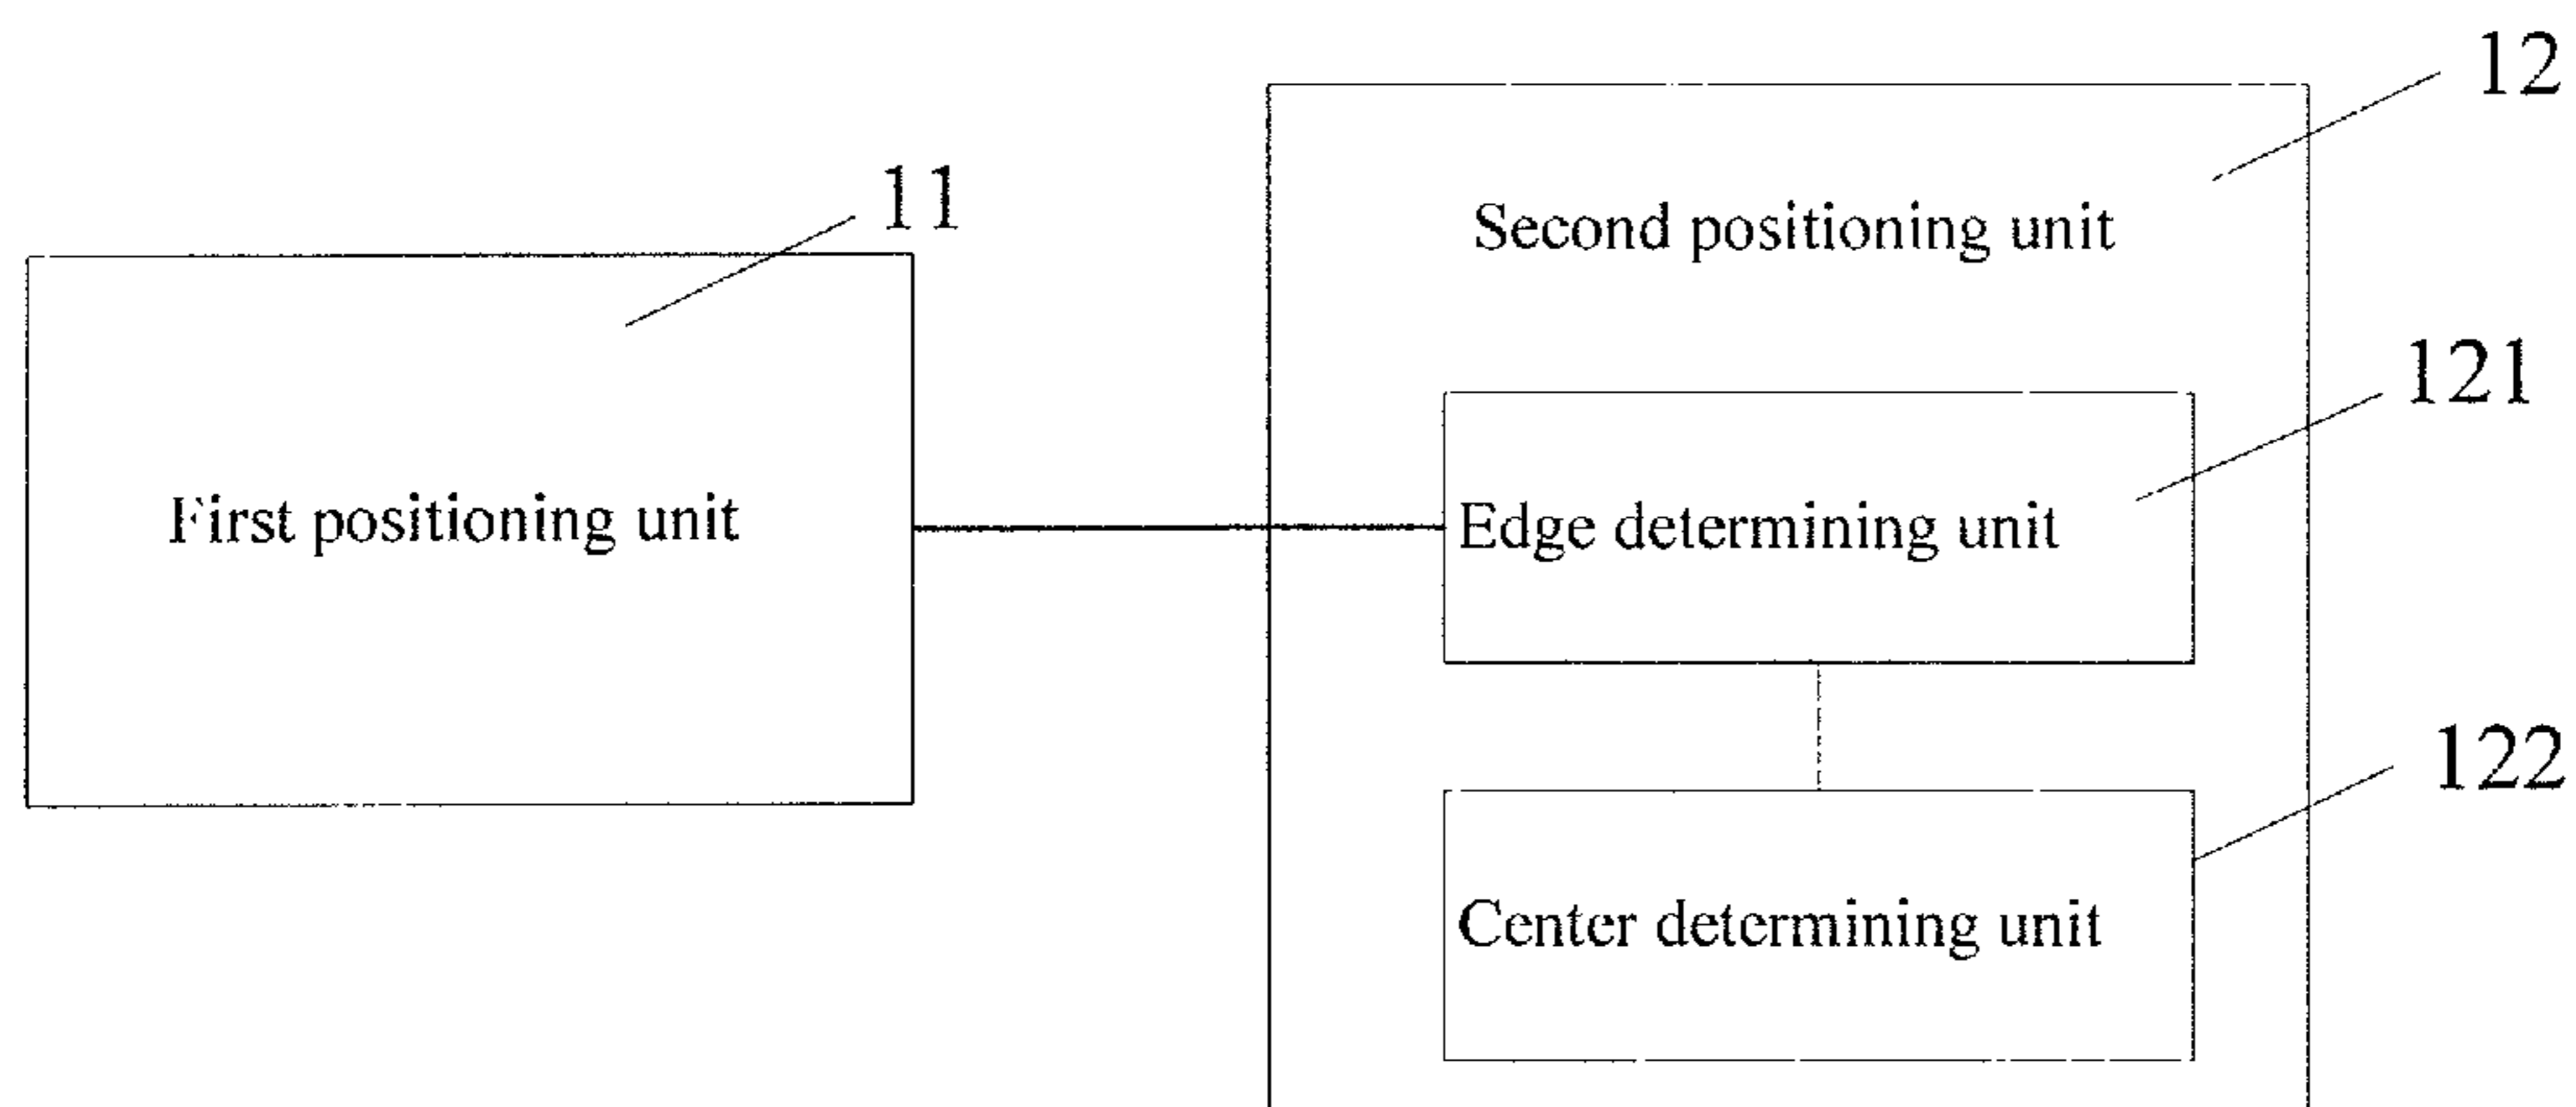 12
11
Second positioning unit
121
First positioning unit
Edge determining unit
122
Center determining unit